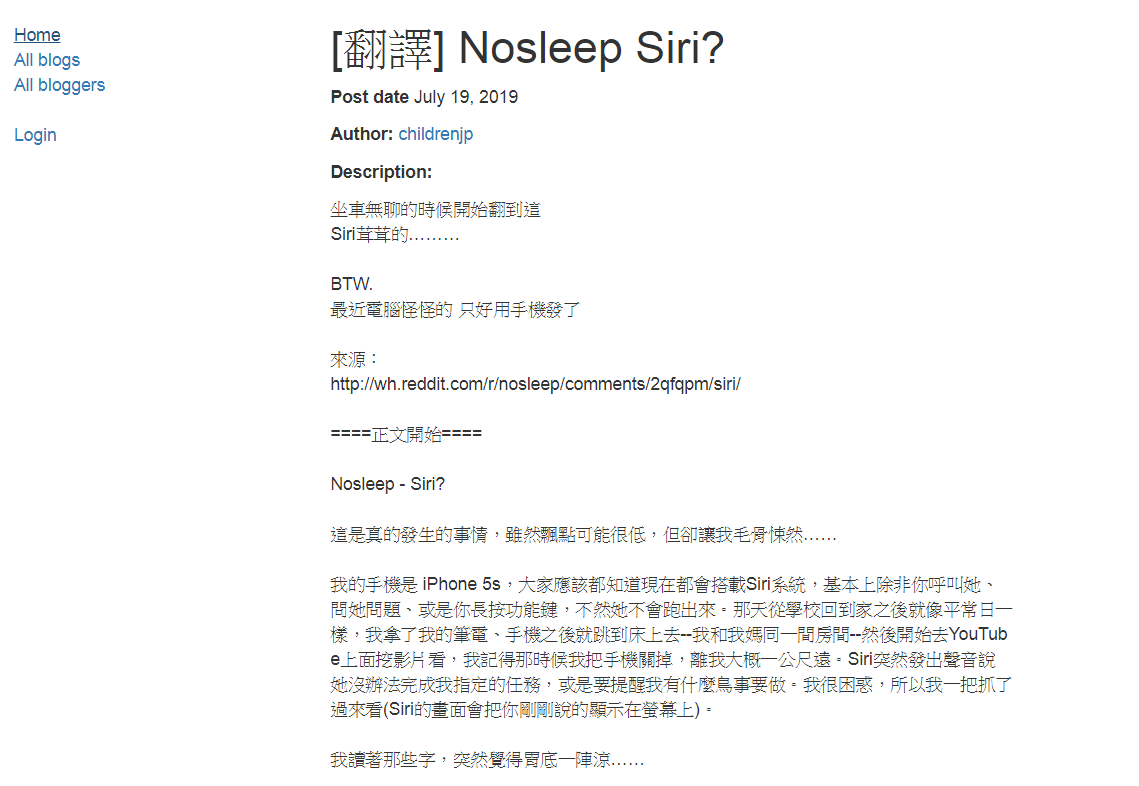 Home
All blogs
All bloggers
Login
[翻譯] Nosleep Siri?
Post date July 19, 2019
Author: childrenjp
Description:
坐車無聊的時候開始翻到這
Siri茸茸的………
BTW.
最近電腦怪怪的 只好用手機發了
來源：
http://wh.reddit.com/r/nosleep/comments/2qfqpm/siri/
====正文開始====
Nosleep - Siri?
這是真的發生的事情，雖然飄點可能很低，但卻讓我毛骨悚然……
我的手機是 iPhone 5s，大家應該都知道現在都會搭載Siri系統，基本上除非你呼叫她、
問她問題、或是你長按功能鍵，不然她不會跑出來。那天從學校回到家之後就像平常日一
樣，我拿了我的筆電、手機之後就跳到床上去--我和我媽同一間房間--然後開始去YouTub
e上面挖影片看，我記得那時候我把手機關掉，離我大概一公尺遠。Siri突然發出聲音說
她沒辦法完成我指定的任務，或是要提醒我有什麼鳥事要做。我很困惑，所以我一把抓了
過來看(Siri的畫面會把你剛剛說的顯示在螢幕上)。
我讀著那些字，突然覺得胃底一陣涼……